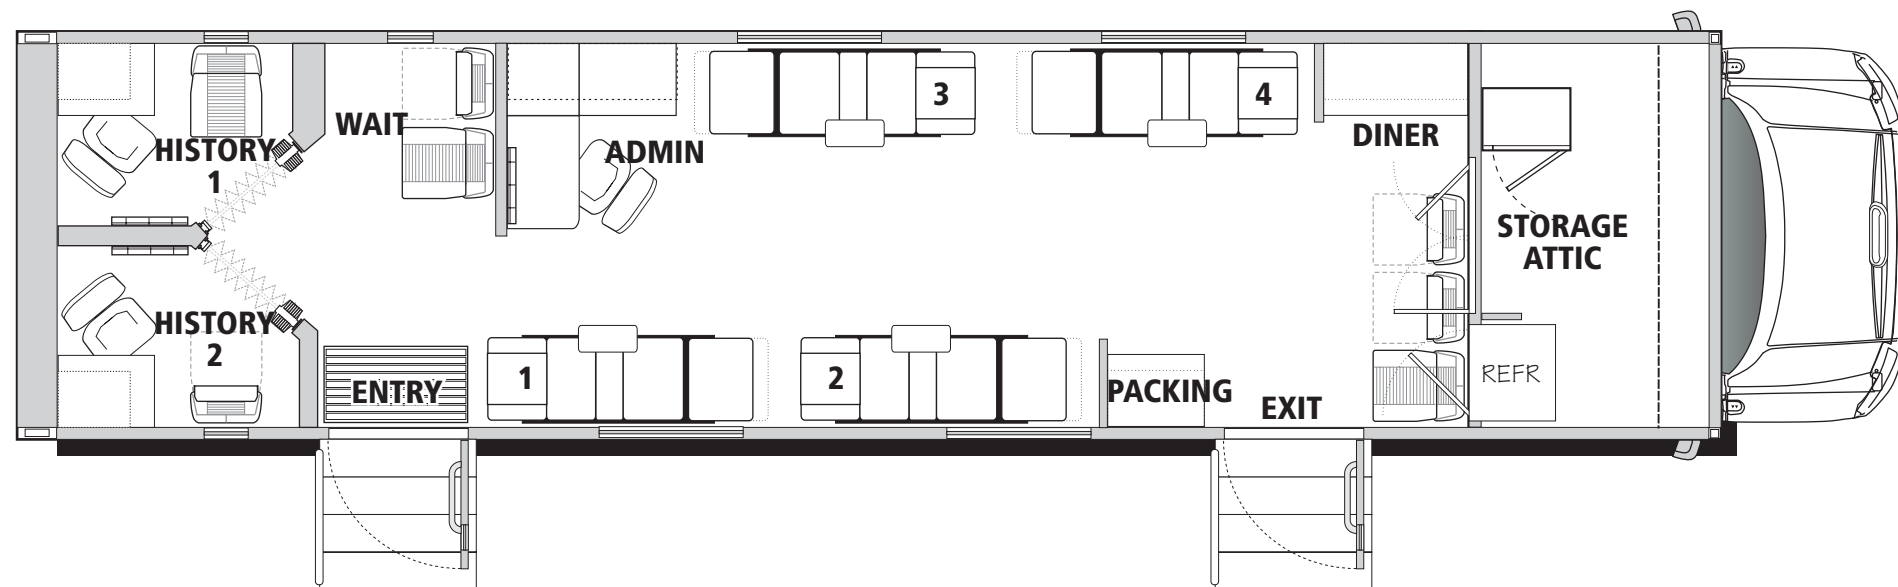 HISTORY
1
WAIT
ADMIN
3
4
DINER
STORAGE
ATTIC
HISTORY
2
ENTRY
1
2
PACKING
EXIT
REFR